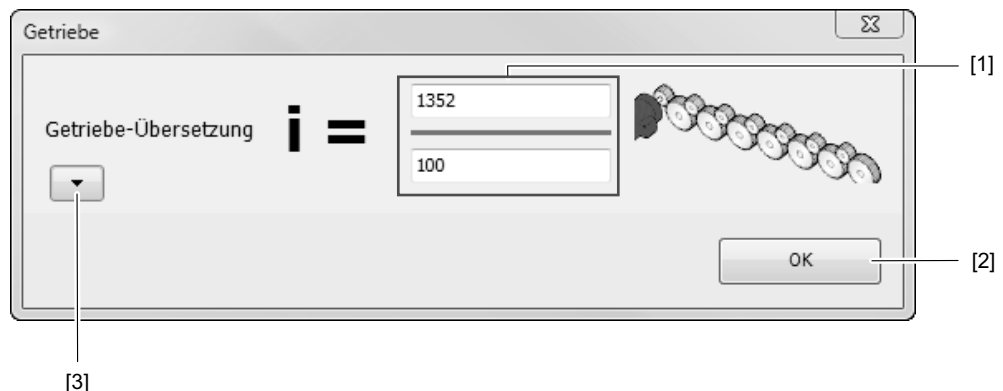 Getriebe
[1]
1352
Getriebe-Übersetzung i =
100
OK
[2]
[3]